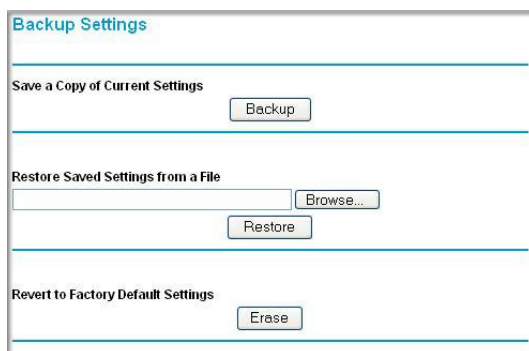 Backup Settings
Save a Copy of Current Settings
Backup
Restore Saved Settings from a File
Browse...
Restore
Revert to Factory Default Settings
Erase